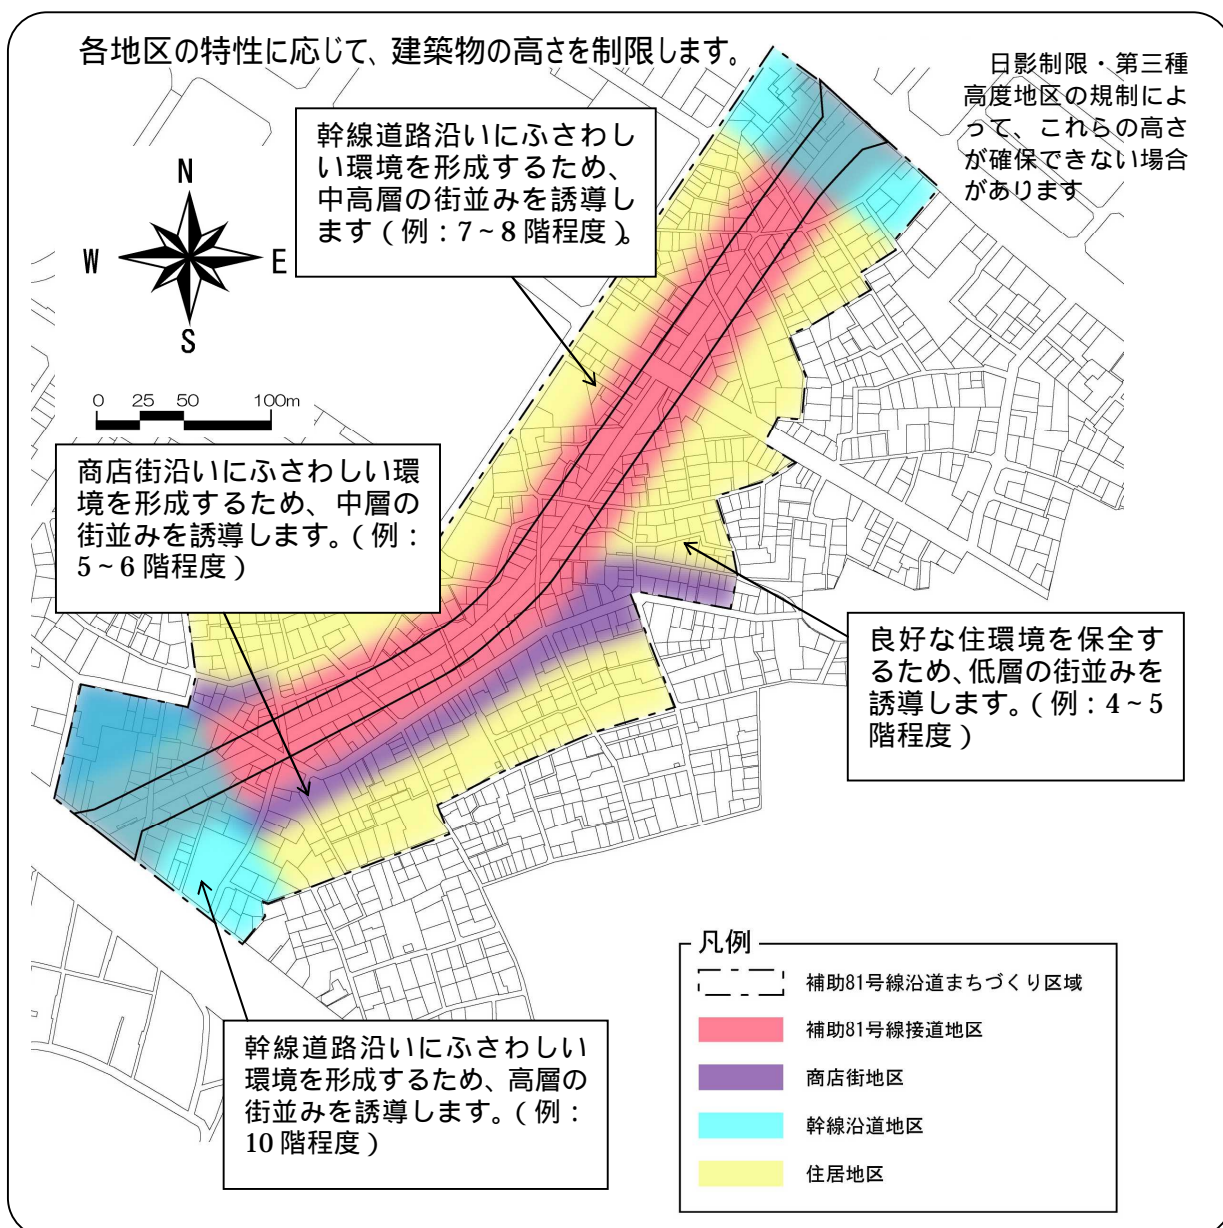 各地区の特性に応じて、建築物の高さを制限します。
日影制限・第三種
高度地区の規制によ
って、これらの高さ
が確保できない場合
があります
幹線道路沿いにふさわし
い環境を形成するため、
中高層の街並みを誘導し
ます(例：7~8階程度)。
N
W
E
S
0 25 50 100m
商店街沿いにふさわしい環
境を形成するため、中層の
街並みを誘導します。(例：
5~6階程度)
良好な住環境を保全す
るため、低層の街並みを
誘導します。(例：4~5
階程度)
幹線道路沿いにふさわしい
環境を形成するため、高層の
街並みを誘導します。(例：
10階程度)
凡例
補助81号線沿道まちづくり区域
補助81号線接道地区
商店街地区
幹線沿道地区
住居地区